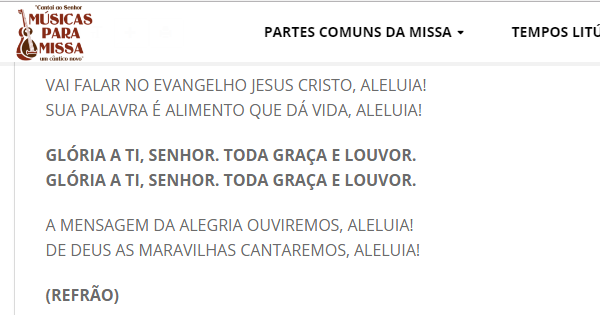 "Cantai ao Senhor
MÚSICAS
PARA
MISSA
um cântico novo"
PARTES COMUNS DA MISSA
TEMPOS LITÚ
VAI FALAR NO EVANGELHO JESUS CRISTO, ALELUIA!
SUA PALAVRA É ALIMENTO QUE DÁ VIDA, ALELUIA!
GLÓRIA A TI, SENHOR. TODA GRAÇA E LOUVOR.
GLÓRIA A TI, SENHOR. TODA GRAÇA E LOUVOR.
A MENSAGEM DA ALEGRIA OUVIREMOS, ALELUIA!
DE DEUS AS MARAVILHAS CANTAREMOS, ALELUIA!
(REFRÃO)